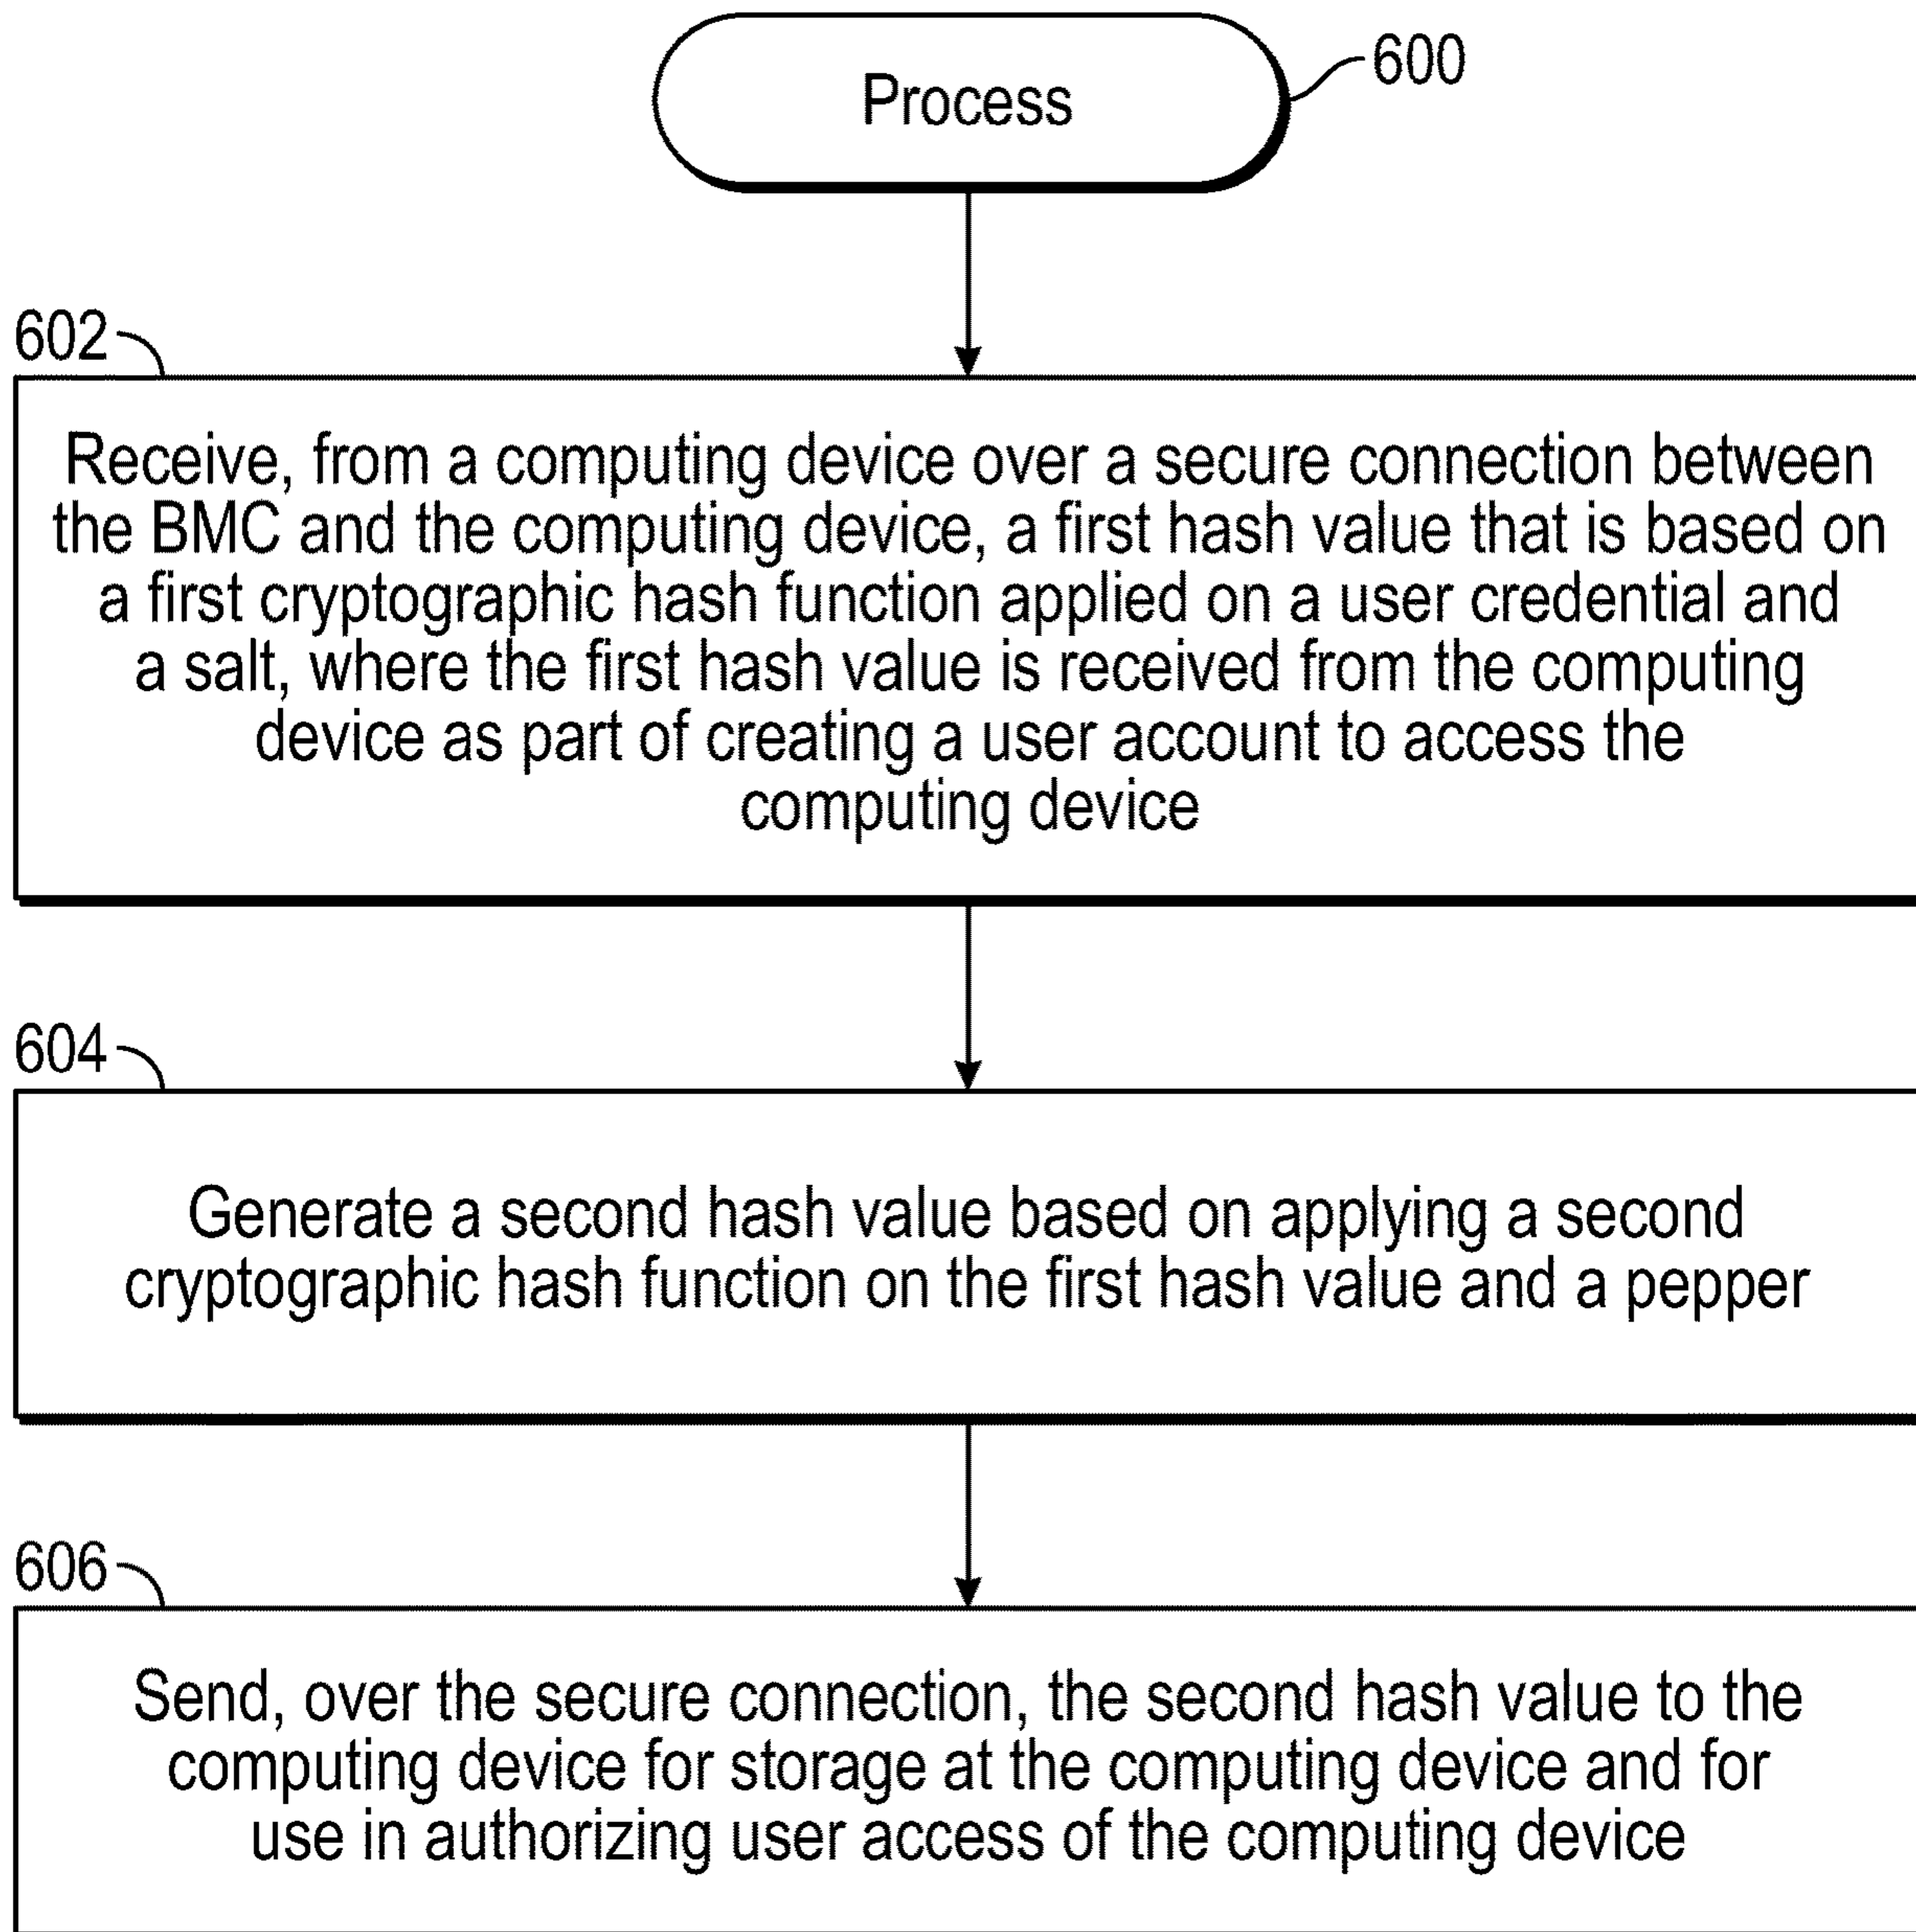 Process
600
602
Receive, from a computing device over a secure connection between
the BMC and the computing device, a first hash value that is based on
a first cryptographic hash function applied on a user credential and
a salt, where the first hash value is received from the computing
device as part of creating a user account to access the
computing device
604
Generate a second hash value based on applying a second
cryptographic hash function on the first hash value and a pepper
606
Send, over the secure connection, the second hash value to the
computing device for storage at the computing device and for
use in authorizing user access of the computing device